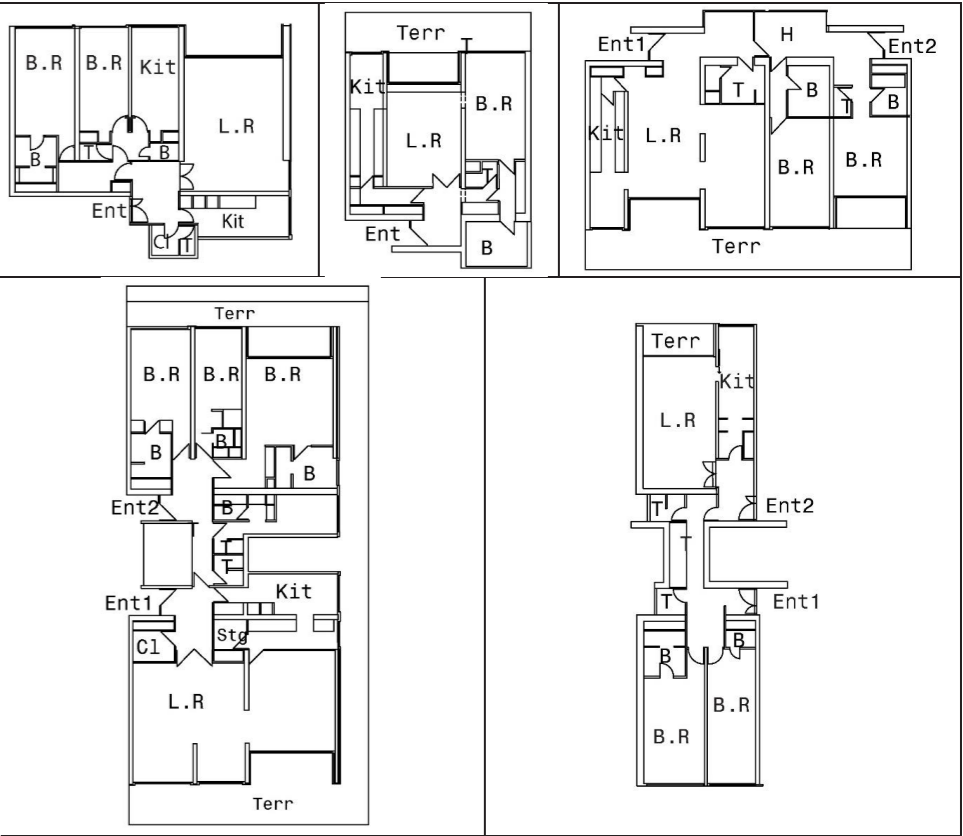 B.R B.R Kit
L.R
B T B
Ent
Kit
Cl T
Terr T
Kit
B.R
L.R
T
Ent
B
H
Ent1 Ent2
T B T B
Kit L.R
B.R B.R
Terr
Terr
B.R B.R B.R
B
B
B
Ent2 B
T
T
T
Kit
Ent1
Stg
Cl
L.R
Terr
Terr
Kit
L.R
T Ent2
T
T Ent1
B
B
B.R
B.R